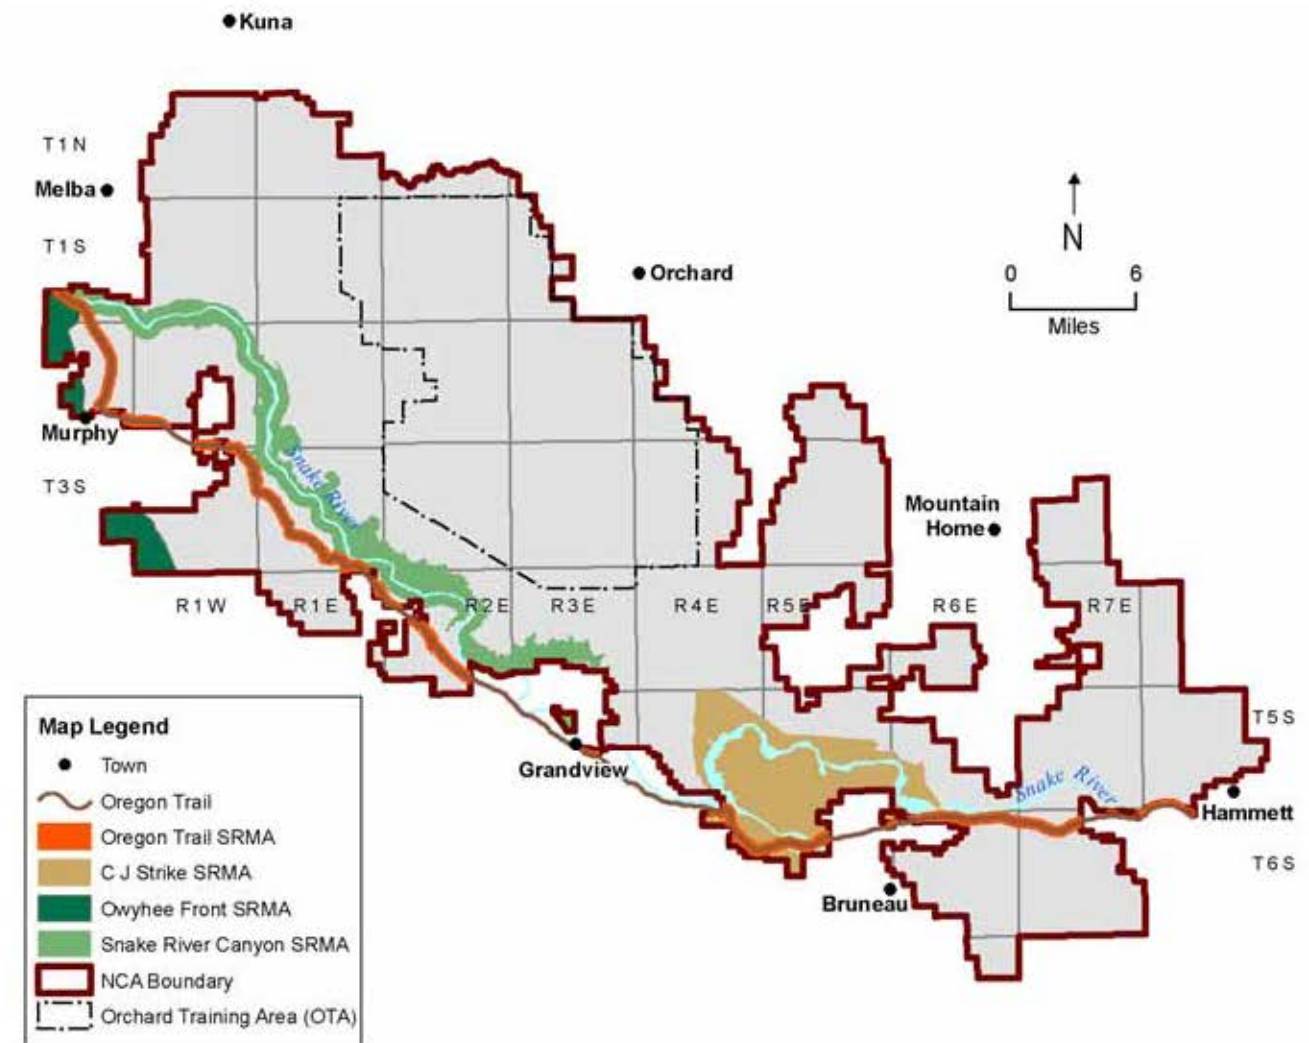 Kuna
T1N
Melba
T1S
Orchard
N
0 6
Miles
Murphy
Snake River
T3S
Mountain
Home
R1W R1E R2E R3E R4E R5E R6E R7E
T5S
Grandview
Snake River
Hammett
T6S
Bruneau
Map Legend
Town
Oregon Trail
Oregon Trail SRMA
C J Strike SRMA
Owyhee Front SRMA
Snake River Canyon SRMA
NCA Boundary
Orchard Training Area (OTA)